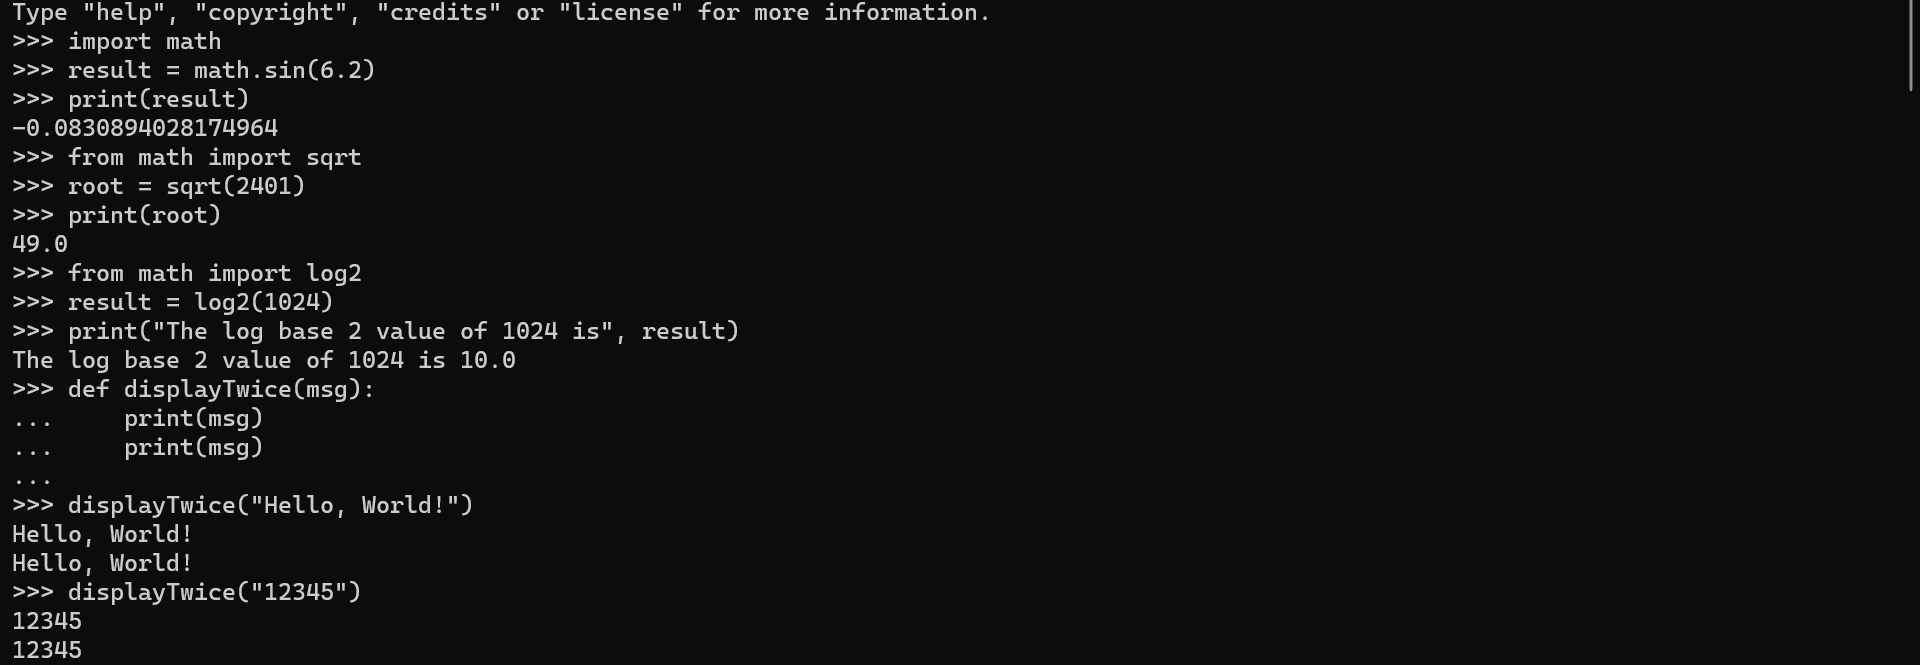 Type "help", "copyright", "credits" or "license" for more information.
>>> import math
>>> result = math.sin(6.2)
>>> print(result)
-0.0830894028174964
>>> from math import sqrt
>>> root = sqrt(2401)
>>> print(root)
49.0
>>> from math import log2
>>> result = log2(1024)
>>> print("The log base 2 value of 1024 is", result)
The log base 2 value of 1024 is 10.0
>>> def displayTwice(msg):
...     print(msg)
...     print(msg)
...
>>> displayTwice("Hello, World!")
Hello, World!
Hello, World!
>>> displayTwice("12345")
12345
12345